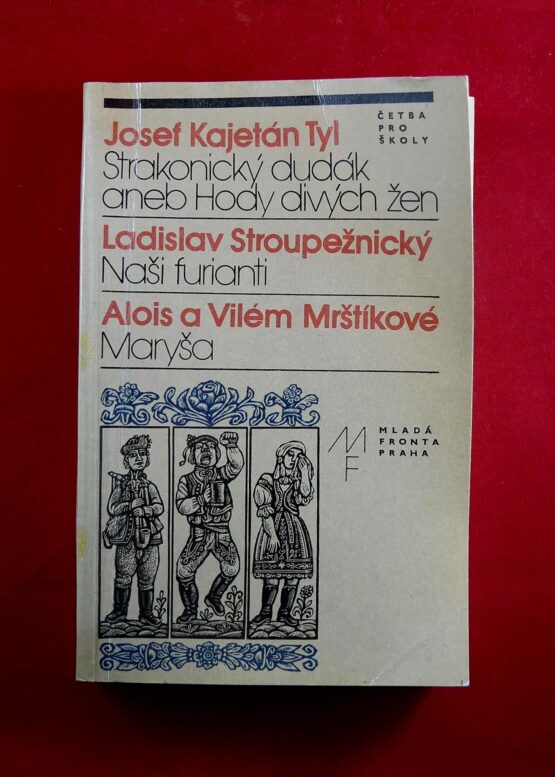 ČETBA
PRO
ŠKOLY
Josef Kajetán Tyl
Strakonický dudák
aneb Hody divých žen
Ladislav Stroupežnický
Naši furianti
Alois a Vilém Mrštíkové
Maryša
MF
MLADÁ
FRONTA
PRAHA